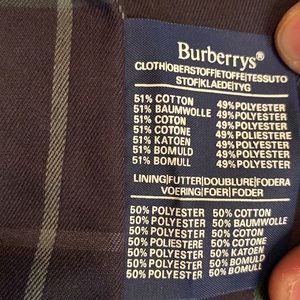 Burberrys®
CLOTH|OBERSTOFF|ETOFFE|TESSUTO
STOF|KLAEDE|TYG
51% COTTON 49% POLYESTER
51% BAUMWOLLE 49% POLYESTER
51% COTON 49% POLYESTER
51% COTONE 49% POLIESTERE
51% KATOEN 49% POLYESTER
51% BOMULD 49% POLYESTER
51% BOMULL 49% POLYESTER
LINING|FUTTER|DOUBLURE|FODERA
VOERING|FOER|FODER
50% POLYESTER 50% COTTON
50% POLYESTER 50% BAUMWOLLE
50% POLYESTER 50% COTON
50% POLIESTERE 50% COTONE
50% POLYESTER 50% KATOEN
50% POLYESTER 50% BOMULD
50% POLYESTER 50% BOMULL